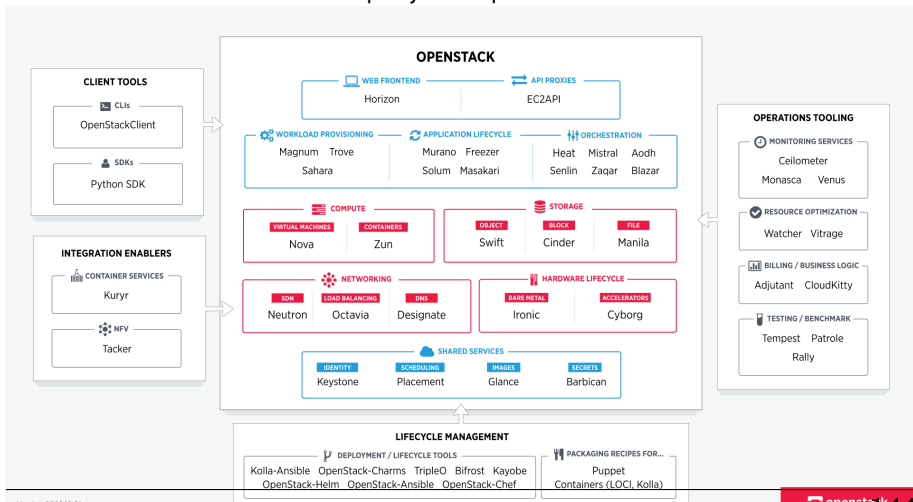 OPENSTACK
WEB FRONTEND
Horizon
API PROXIES
EC2API
WORKLOAD PROVISIONING
Magnum Trove
Sahara
APPLICATION LIFECYCLE
Murano Freezer
Solum Masakari
ORCHESTRATION
Heat Mistral Aodh
Senlin Zaqar Blazar
COMPUTE
VIRTUAL MACHINES
Nova
CONTAINERS
Zun
STORAGE
OBJECT
Swift
BLOCK
Cinder
FILE
Manila
NETWORKING
SDN
Neutron
LOAD BALANCING
Octavia
DNS
Designate
HARDWARE LIFECYCLE
BARE METAL
Ironic
ACCELERATORS
Cyborg
SHARED SERVICES
IDENTITY
Keystone
SCHEDULING
Placement
IMAGES
Glance
SECRETS
Barbican
CLIENT TOOLS
CLIs
OpenStackClient
SDKs
Python SDK
INTEGRATION ENABLERS
CONTAINER SERVICES
Kuryr
NFV
Tacker
OPERATIONS TOOLING
MONITORING SERVICES
Ceilometer
Monasca Venus
RESOURCE OPTIMIZATION
Watcher Vitrage
BILLING / BUSINESS LOGIC
Adjutant CloudKitty
TESTING / BENCHMARK
Tempest Patrole
Rally
LIFECYCLE MANAGEMENT
DEPLOYMENT / LIFECYCLE TOOLS
Kolla-Ansible OpenStack-Charms TripleO Bifrost Kayobe
OpenStack-Helm OpenStack-Ansible OpenStack-Chef
PACKAGING RECIPES FOR...
Puppet
Containers (LOCI, Kolla)